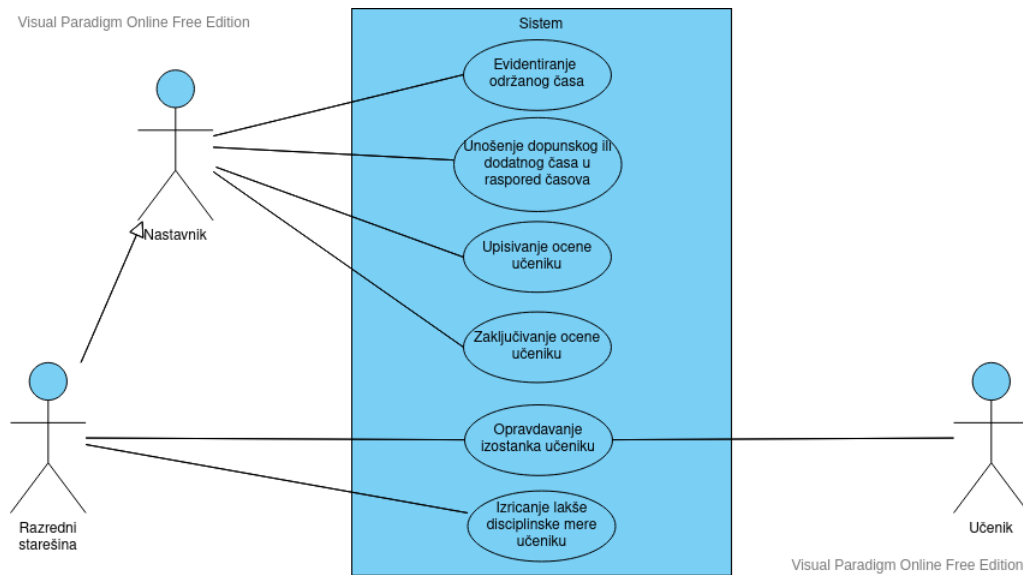 Visual Paradigm Online Free Edition
Sistem
Evidentiranje
održanog časa
Unošenje dopunskog ili
dodatnog časa u
raspored časova
Nastavnik
Upisivanje ocene
učeniku
Zaključivanje ocene
učeniku
Opravdavanje
izostanka učeniku
Izricanje lakše
disciplinske mere
učeniku
Razredni
starešina
Učenik
Visual Paradigm Online Free Edition